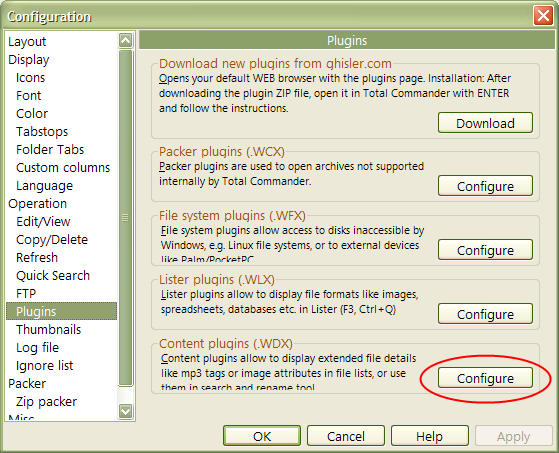 Configuration
Layout
Display
Icons
Font
Color
Tabstops
Folder Tabs
Custom columns
Language
Operation
Edit/View
Copy/Delete
Refresh
Quick Search
FTP
Plugins
Thumbnails
Log file
Ignore list
Packer
Zip packer
Misc
Plugins
Download new plugins from ghisler.com
Opens your default WEB browser with the plugins page. Installation: After
downloading the plugin ZIP file, open it in Total Commander with ENTER
and follow the instructions.
Download
Packer plugins (.WCX)
Packer plugins are used to open archives not supported
internally by Total Commander.
Configure
File system plugins (.WFX)
File system plugins allow access to disks inaccessible by
Windows, e.g. Linux file systems, or to external devices
like Palm/PocketPC
Configure
Lister plugins (.WLX)
Lister plugins allow to display file formats like images,
spreadsheets, databases etc. in Lister (F3, Ctrl+Q)
Configure
Content plugins (.WDX)
Content plugins allow to display extended file details
like mp3 tags or image attributes in file lists, or use
them in search and rename tool
Configure
OK
Cancel
Help
Apply